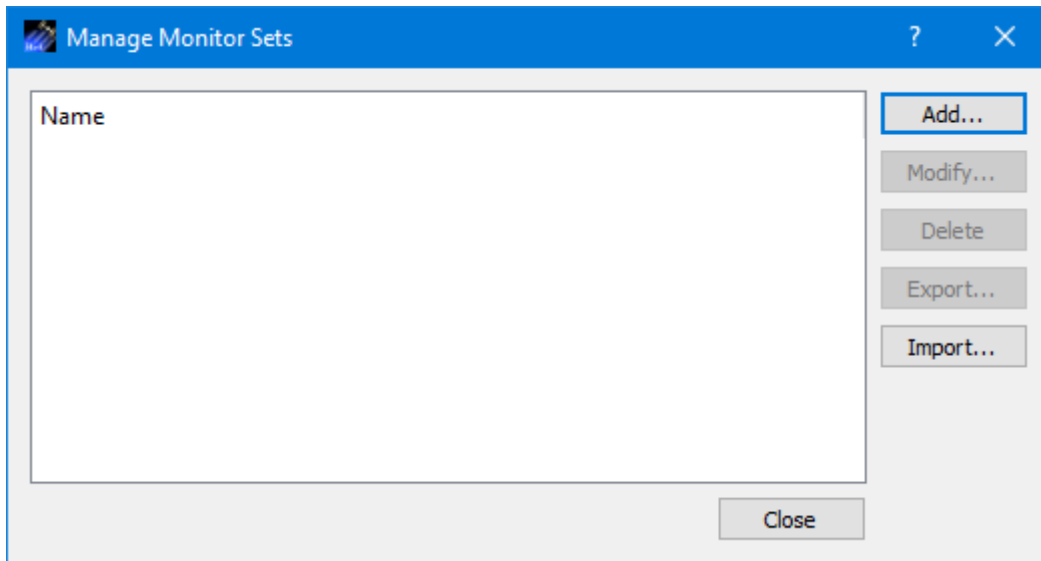 Manage Monitor Sets
Name
Add...
Modify...
Delete
Export...
Import...
Close